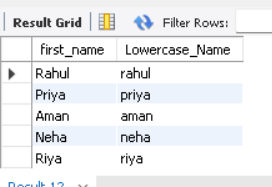 Result Grid Filter Rows:
first_name Lowercase_Name
Rahul rahul
Priya priya
Aman aman
Neha neha
Riya riya
Result 12